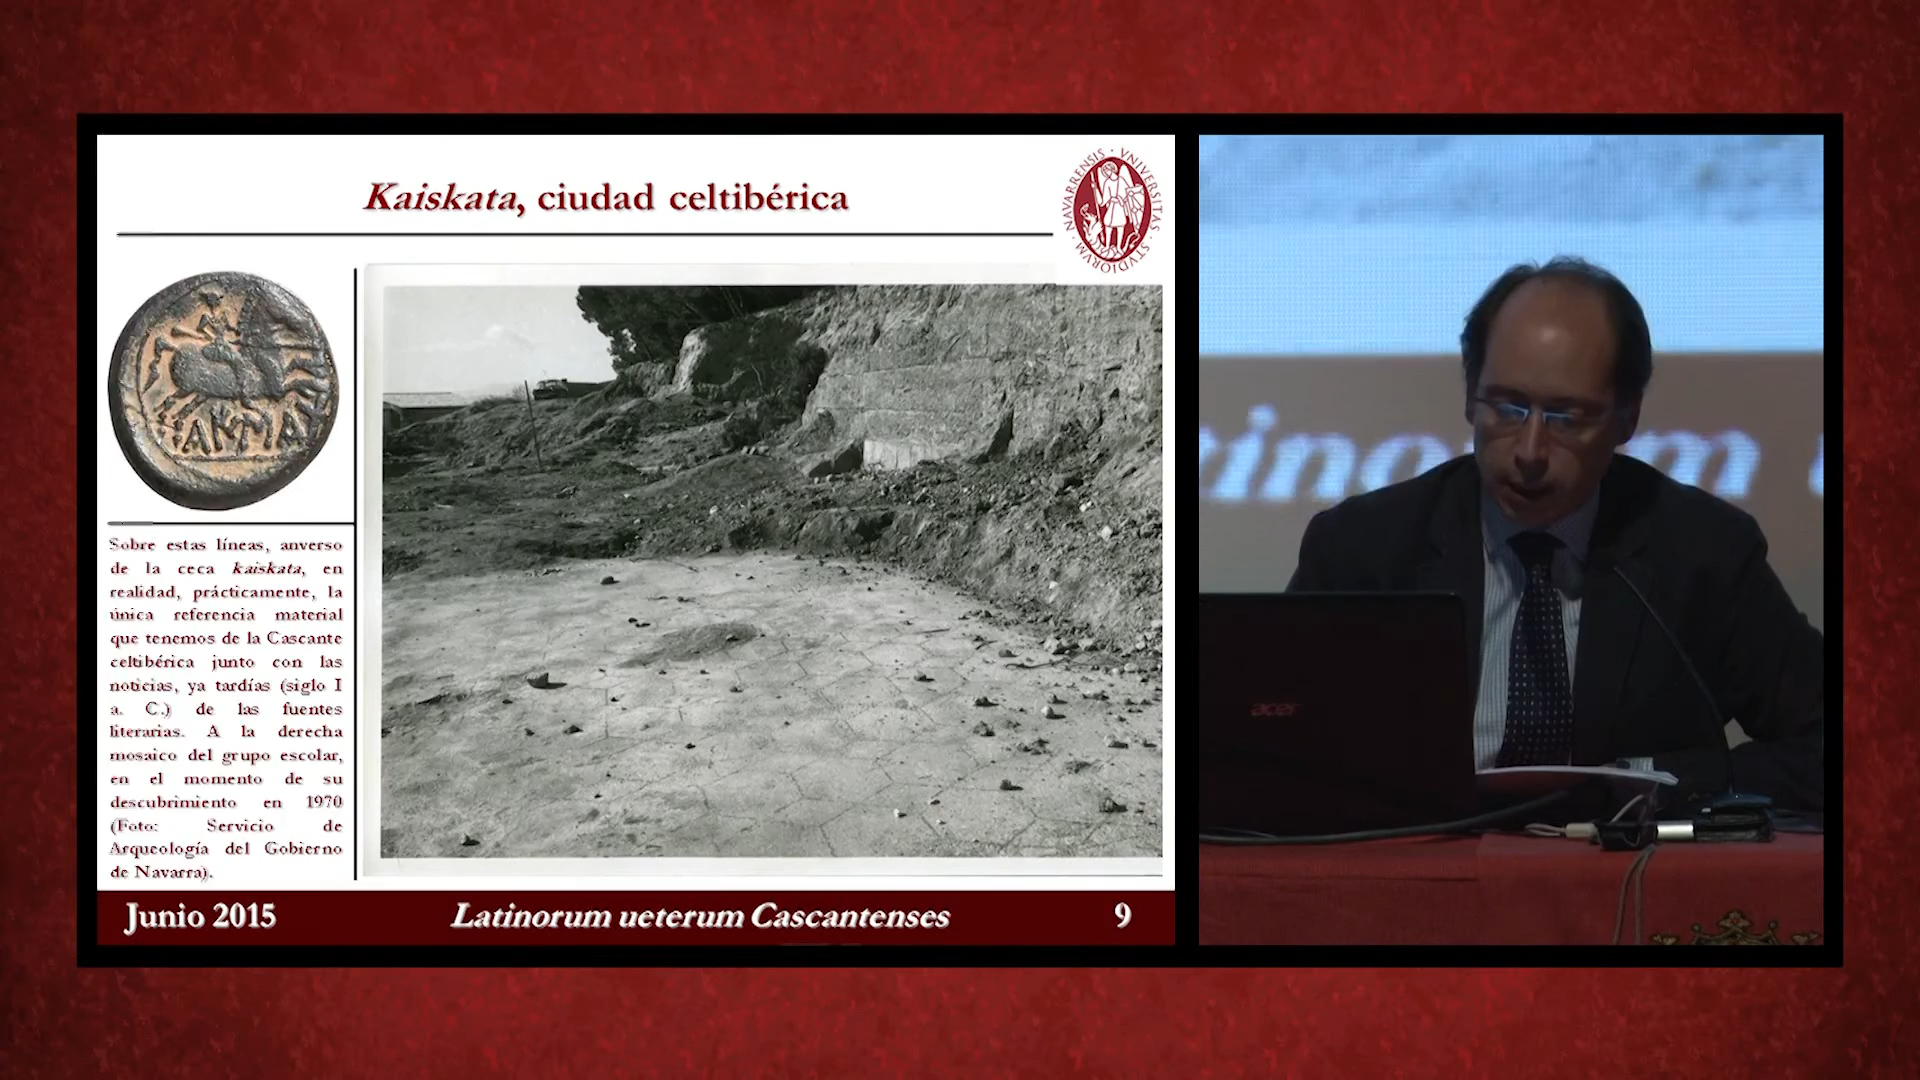 Kaiskata, ciudad celtibérica
NAVARRENSIS · VNIVERSITAS · STVDIORVM ·
Sobre estas líneas, anverso
de la ceca kaiskata, en
realidad, prácticamente, la
única referencia material
que tenemos de la Cascante
celtibérica junto con las
noticias, ya tardías (siglo I
a. C.) de las fuentes
literarias. A la derecha
mosaico del grupo escolar,
en el momento de su
descubrimiento en 1970
(Foto: Servicio de
Arqueología del Gobierno
de Navarra).
Junio 2015
Latinorum ueterum Cascantenses
9
inorum
acer